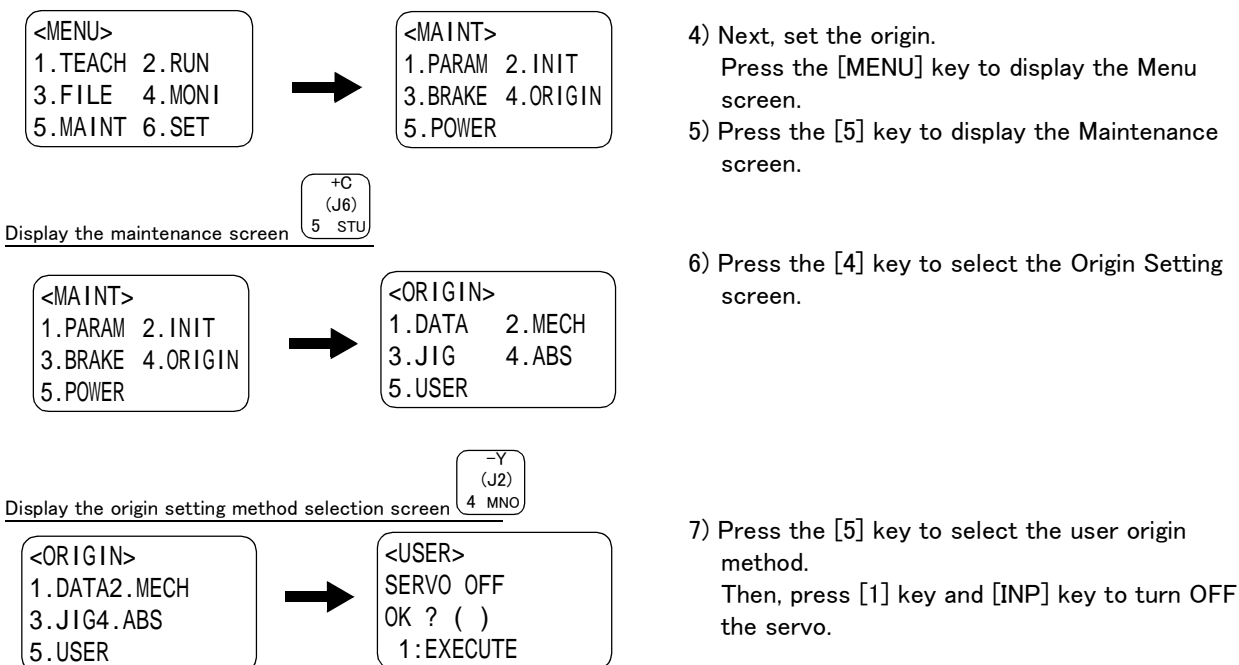 <MENU>
1.TEACH 2.RUN
3.FILE 4.MONI
5.MAINT 6.SET
<MAINT>
1.PARAM 2.INIT
3.BRAKE 4.ORIGIN
5.POWER
4) Next, set the origin.
Press the [MENU] key to display the Menu
screen.
5) Press the [5] key to display the Maintenance
screen.
Display the maintenance screen
+C
(J6)
5 STU
<MAINT>
1.PARAM 2.INIT
3.BRAKE 4.ORIGIN
5.POWER
<ORIGIN>
1.DATA 2.MECH
3.JIG 4.ABS
5.USER
6) Press the [4] key to select the Origin Setting
screen.
Display the origin setting method selection screen
-Y
(J2)
4 MNO
<ORIGIN>
1.DATA2.MECH
3.JIG4.ABS
5.USER
<USER>
SERVO OFF
OK ? ( )
1:EXECUTE
7) Press the [5] key to select the user origin
method.
Then, press [1] key and [INP] key to turn OFF
the servo.